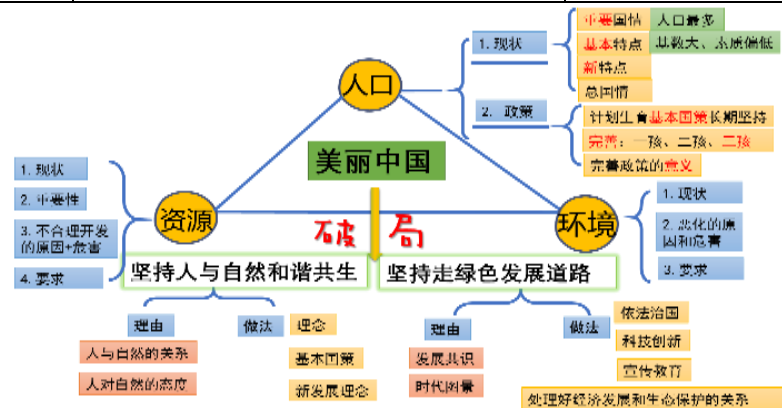 重要国情
人口最多
基本特点
基数大、素质偏低
新特点
总国情
1. 现状
人口
2. 政策
计划生育基本国策长期坚持
完善：一孩、二孩、三孩
完善政策的意义
美丽中国
1. 现状
2. 重要性
3. 不合理开发
的原因+危害
4. 要求
资源
破
局
环境
1. 现状
2. 恶化的原
因和危害
3. 要求
坚持人与自然和谐共生
坚持走绿色发展道路
理由
做法
理念
人与自然的关系
基本国策
人对自然的态度
新发展理念
理由
做法
依法治国
发展共识
科技创新
时代图景
宣传教育
处理好经济发展和生态保护的关系